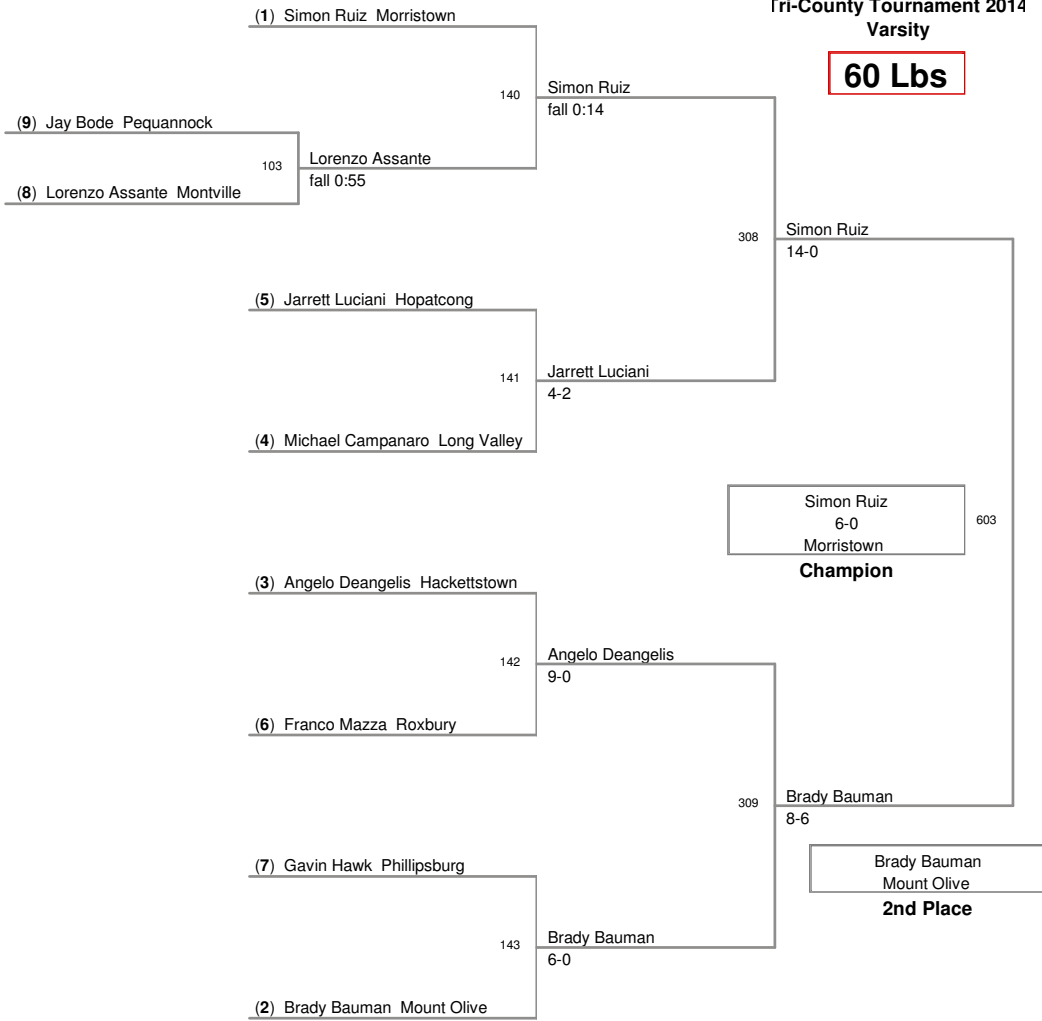 Tri-County Tournament 2014
Varsity
60 Lbs
(1) Simon Ruiz Morristown
140
Simon Ruiz
fall 0:14
(9) Jay Bode Pequannock
103
Lorenzo Assante
fall 0:55
(8) Lorenzo Assante Montville
308
Simon Ruiz
14-0
(5) Jarrett Luciani Hopatcong
141
Jarrett Luciani
4-2
(4) Michael Campanaro Long Valley
Simon Ruiz
6-0
Morristown
603
Champion
(3) Angelo Deangelis Hackettstown
142
Angelo Deangelis
9-0
(6) Franco Mazza Roxbury
309
Brady Bauman
8-6
Brady Bauman
Mount Olive
2nd Place
(7) Gavin Hawk Phillipsburg
143
Brady Bauman
6-0
(2) Brady Bauman Mount Olive